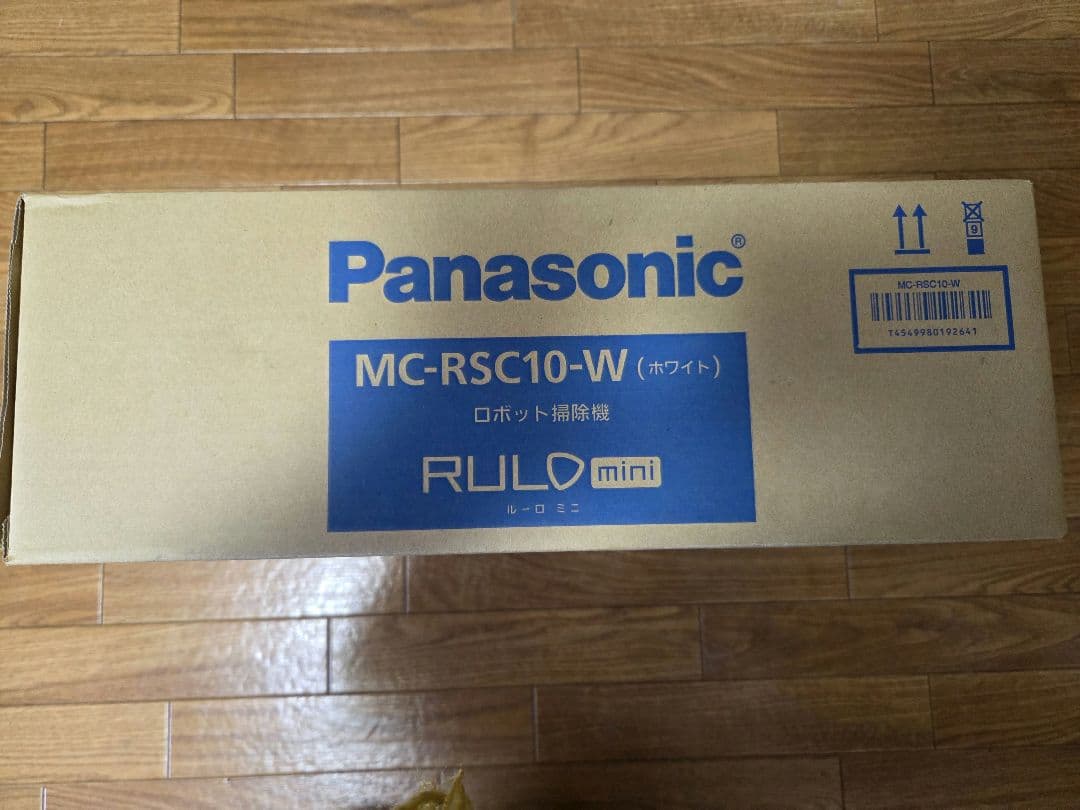 Panasonic®
9
MC-RSC10-W
T4549980192641
MC-RSC10-W (ホワイト)
ロボット掃除機
RULO mini
ルーロ ミニ